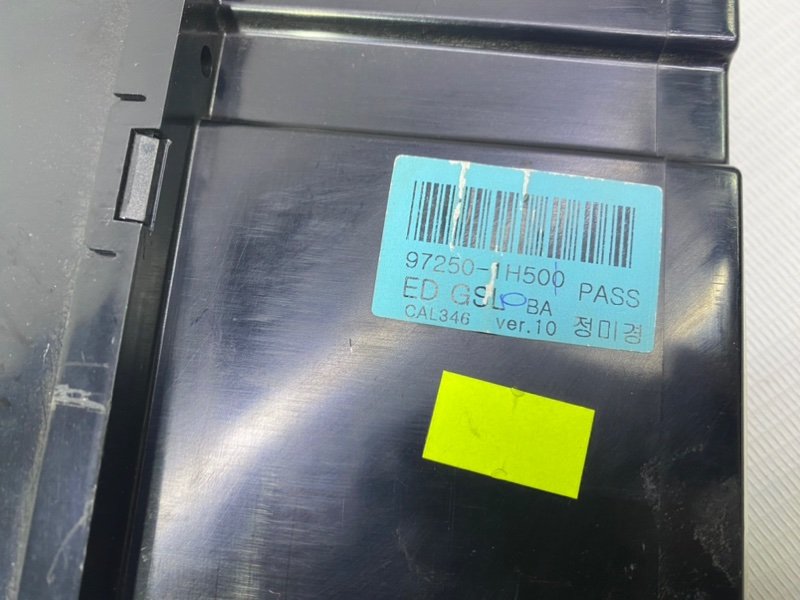 97250-1H500 PASS
ED GSL BA
CAL346 ver.10 정미경